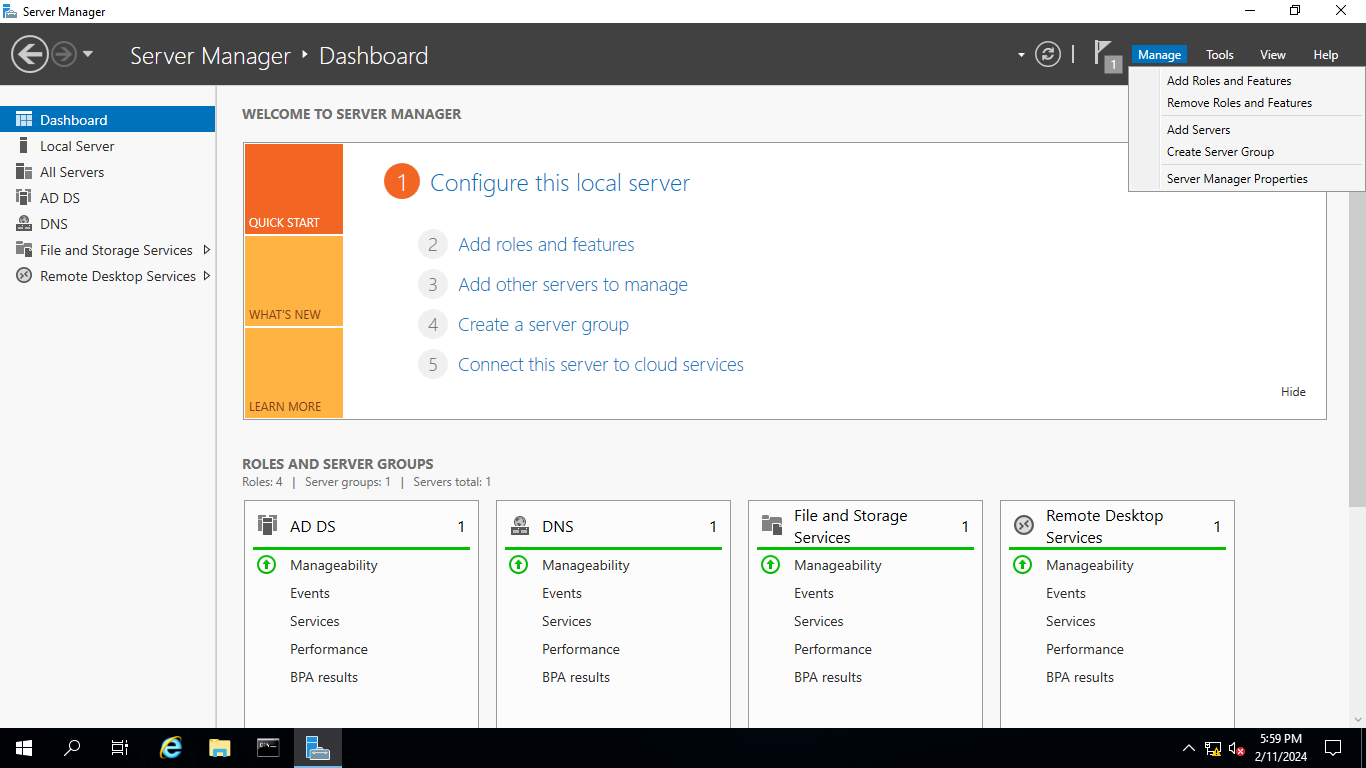 Server Manager
Server Manager ‣ Dashboard
1
Manage
Tools
View
Help
Add Roles and Features
Remove Roles and Features
Add Servers
Create Server Group
Server Manager Properties
Dashboard
Local Server
All Servers
AD DS
DNS
File and Storage Services
Remote Desktop Services
WELCOME TO SERVER MANAGER
QUICK START
WHAT'S NEW
LEARN MORE
1 Configure this local server
2 Add roles and features
3 Add other servers to manage
4 Create a server group
5 Connect this server to cloud services
Hide
ROLES AND SERVER GROUPS
Roles: 4 | Server groups: 1 | Servers total: 1
AD DS 1
Manageability
Events
Services
Performance
BPA results
DNS 1
Manageability
Events
Services
Performance
BPA results
File and Storage
Services 1
Manageability
Events
Services
Performance
BPA results
Remote Desktop
Services 1
Manageability
Events
Services
Performance
BPA results
5:59 PM
2/11/2024